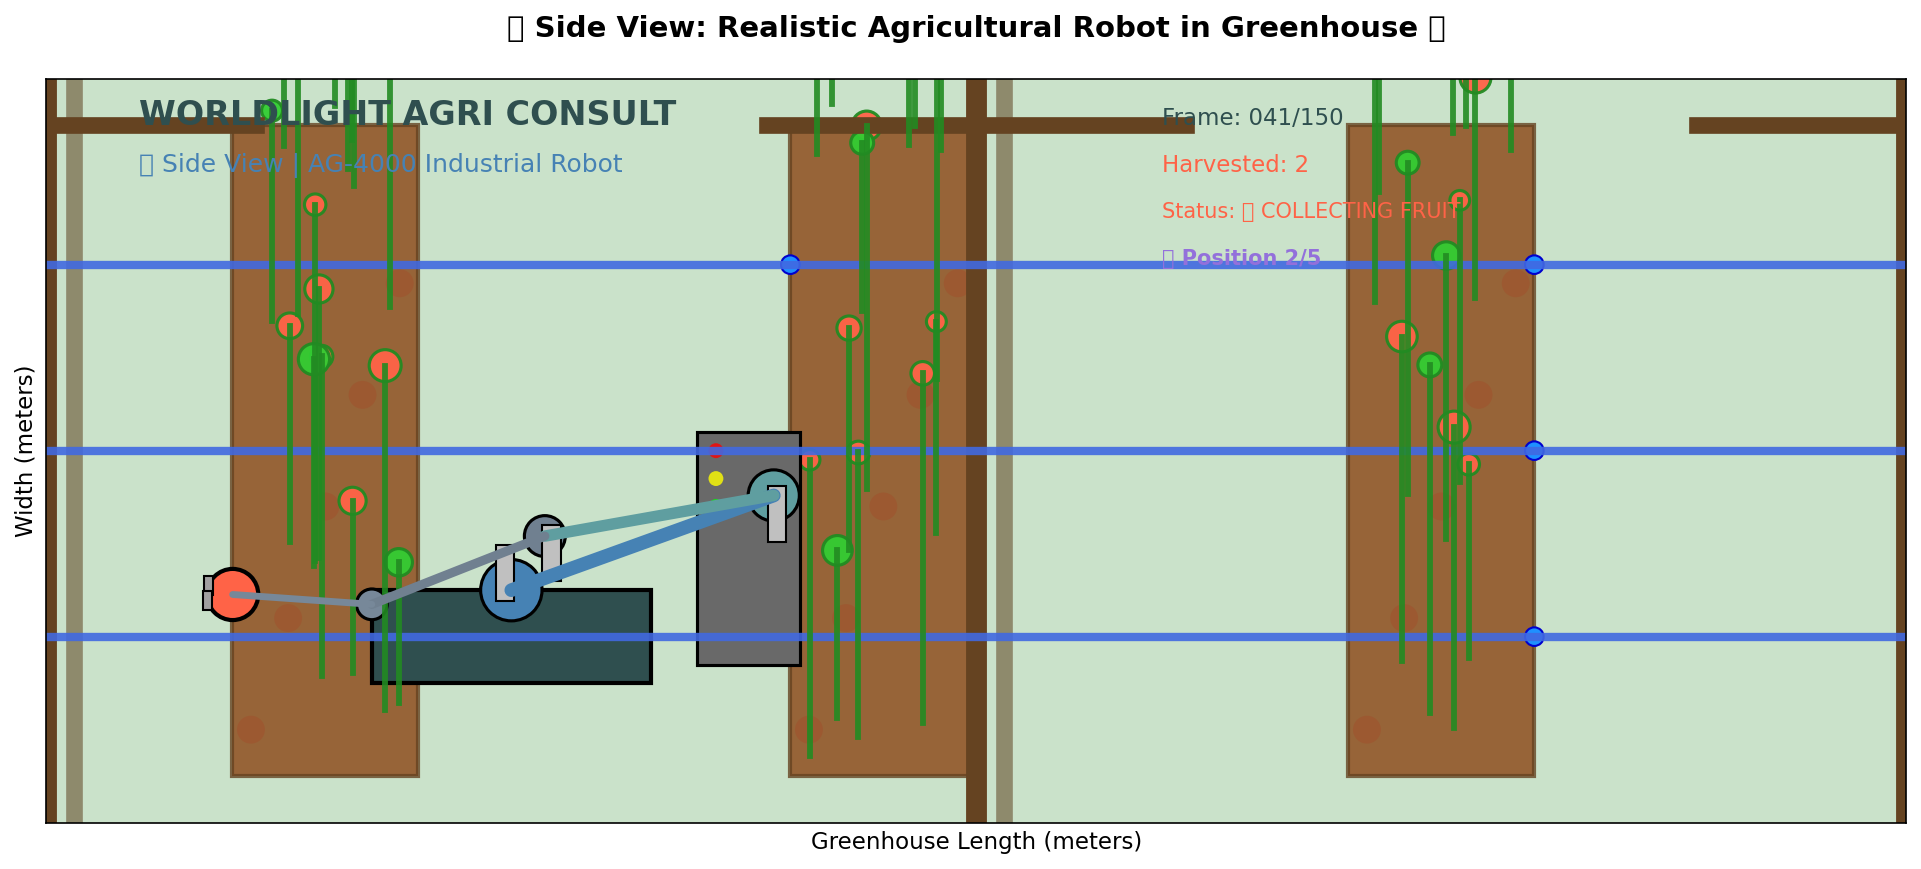 ▯ Side View: Realistic Agricultural Robot in Greenhouse ▯
WORLDLIGHT AGRI CONSULT
▯ Side View | AG-4000 Industrial Robot
Frame: 041/150
Harvested: 2
Status: ▯ COLLECTING FRUIT
▯ Position 2/5
Width (meters)
Greenhouse Length (meters)